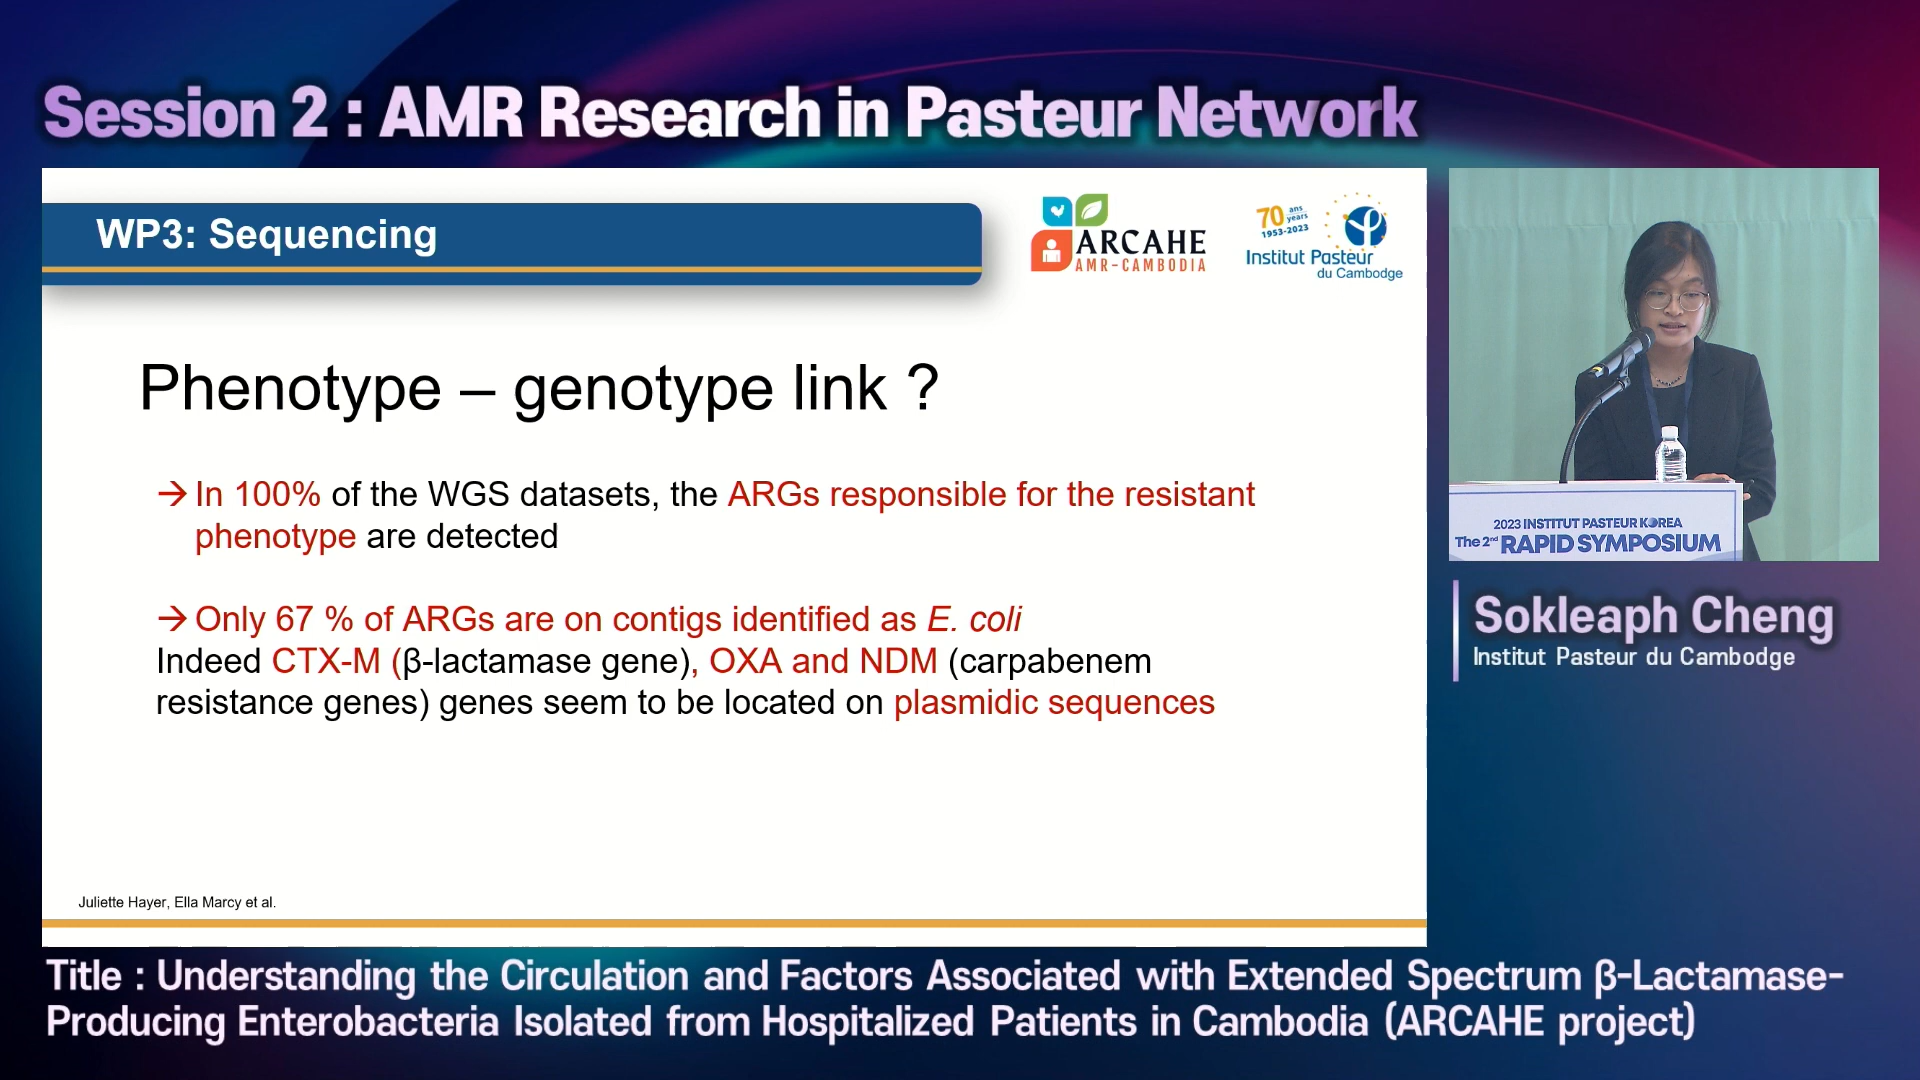 Session 2 : AMR Research in Pasteur Network
WP3: Sequencing
ARCAHE
AMR-CAMBODIA
70 ans years
1953-2023
Institut Pasteur
du Cambodge
Phenotype – genotype link ?
→ In 100% of the WGS datasets, the ARGs responsible for the resistant
phenotype are detected
→ Only 67 % of ARGs are on contigs identified as E. coli
Indeed CTX-M (β-lactamase gene), OXA and NDM (carpabenem
resistance genes) genes seem to be located on plasmidic sequences
Juliette Hayer, Ella Marcy et al.
2023 INSTITUT PASTEUR KOREA
The 2nd RAPID SYMPOSIUM
Sokleaph Cheng
Institut Pasteur du Cambodge
Title : Understanding the Circulation and Factors Associated with Extended Spectrum β-Lactamase-
Producing Enterobacteria Isolated from Hospitalized Patients in Cambodia (ARCAHE project)